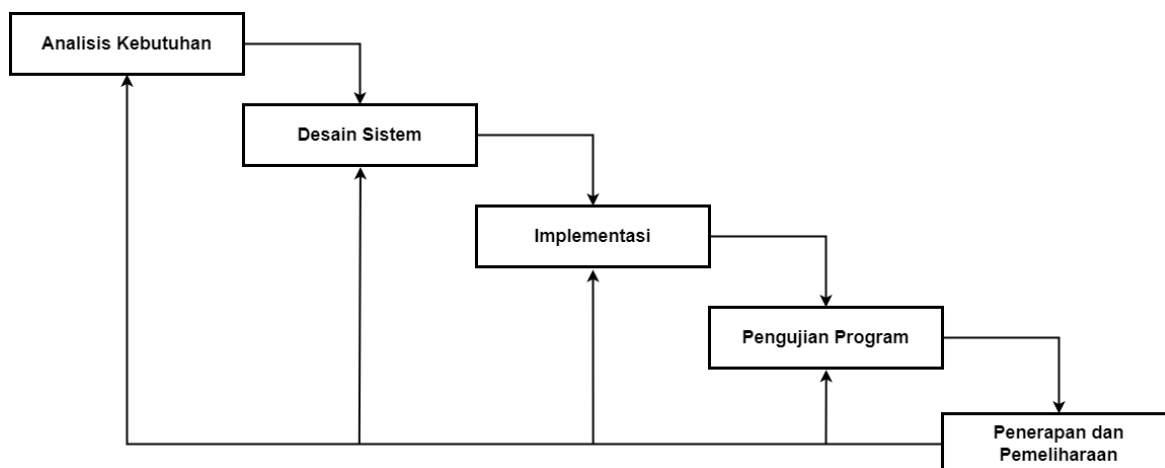 Analisis Kebutuhan
Desain Sistem
Implementasi
Pengujian Program
Penerapan dan
Pemeliharaan